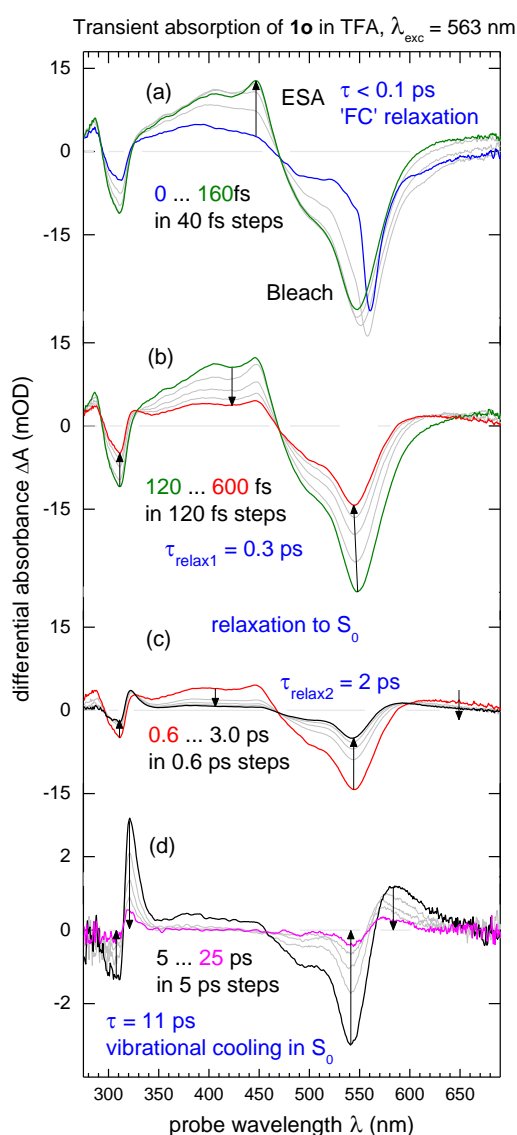 Transient absorption of 1o in TFA, λexc = 563 nm
differential absorbance ΔA (mOD)
15
(a)
ESA
τ < 0.1 ps
'FC' relaxation
0
0 ... 160fs
in 40 fs steps
-15
Bleach
15
(b)
0
120 ... 600 fs
in 120 fs steps
-15
τrelax1 = 0.3 ps
15
(c)
relaxation to S0
τrelax2 = 2 ps
0
0.6 ... 3.0 ps
in 0.6 ps steps
-15
(d)
2
0
5 ... 25 ps
in 5 ps steps
-2
τ = 11 ps
vibrational cooling in S0
300 350 400 450 500 550 600 650
probe wavelength λ (nm)